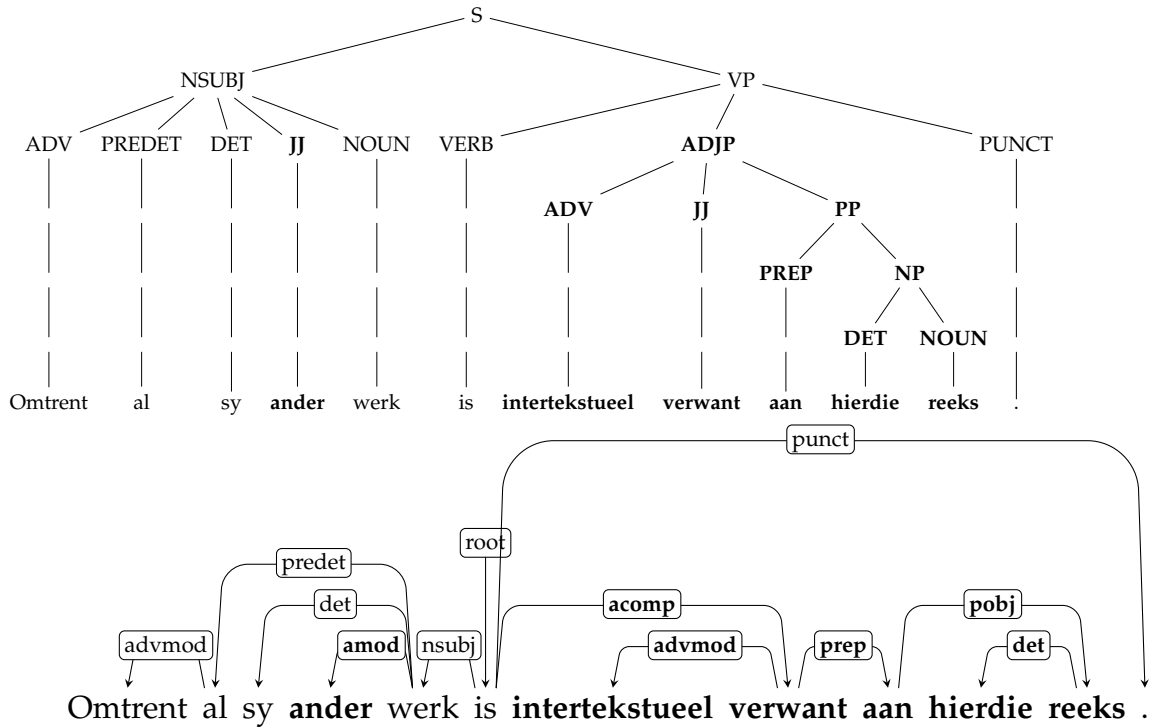 S
NSUBJ VP
ADV PREDET DET JJ NOUN VERB ADJP PUNCT
ADV JJ PP
PREP NP
DET NOUN
Omtrent al sy ander werk is intertekstueel verwant aan hierdie reeks .
punct
root
predet
det acomp pobj
advmod amod nsubj advmod prep det
Omtrent al sy ander werk is intertekstueel verwant aan hierdie reeks .